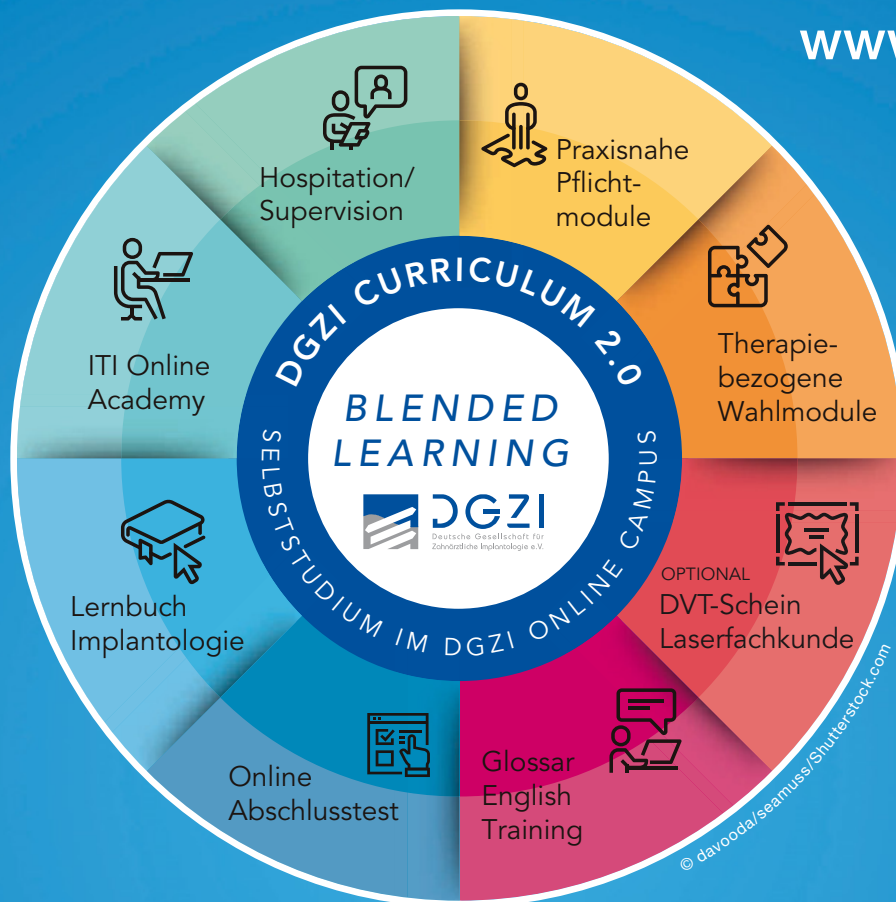 www
Hospitation/
Supervision
Praxisnahe
Pflicht-
module
Therapie-
bezogene
Wahlmodule
OPTIONAL
DVT-Schein
Laserfachkunde
Glossar
English
Training
Online
Abschlusstest
Lernbuch
Implantologie
ITI Online
Academy
DGZI CURRICULUM 2.0
SELBSTSTUDIUM IM DGZI ONLINE CAMPUS
BLENDED
LEARNING
DGZI
Deutsche Gesellschaft für
Zahnärztliche Implantologie e.V.
© davooda/seamuss/Shutterstock.com